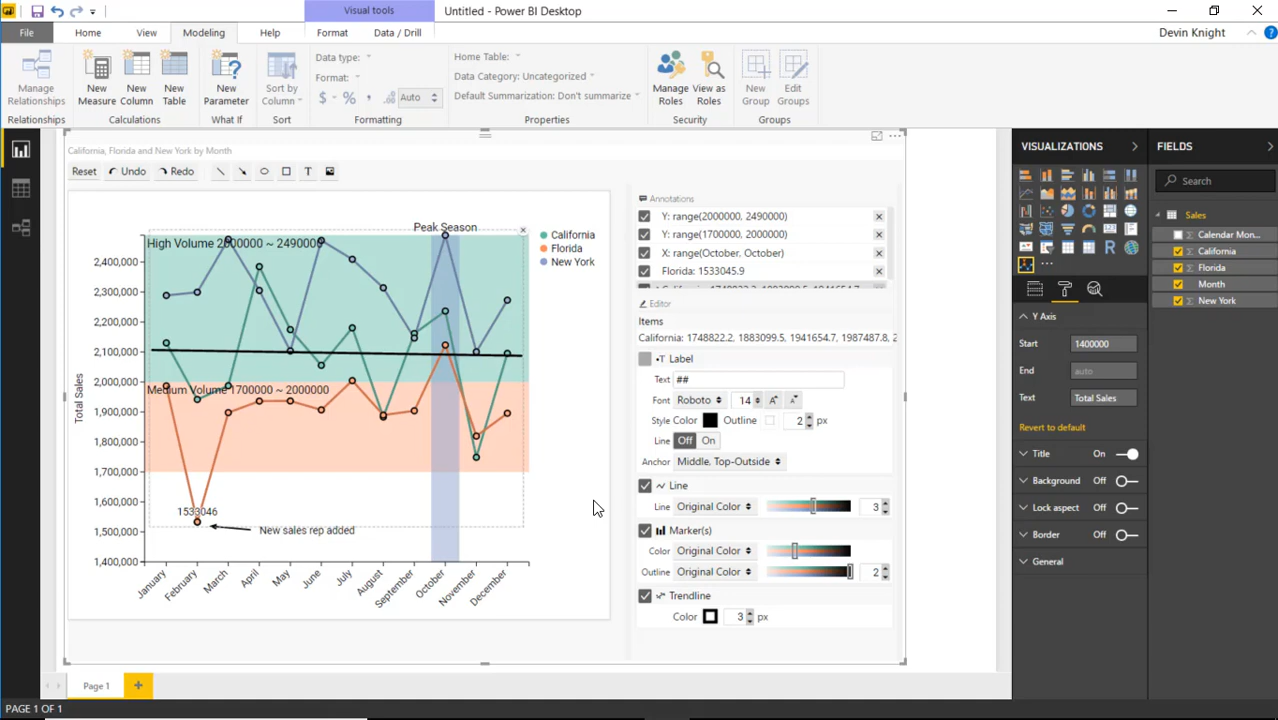 Visual tools
Untitled - Power BI Desktop
File
Home
View
Modeling
Help
Format
Data / Drill
Devin Knight
Manage Relationships
New Measure
New Column
New Table
New Parameter
Sort by Column
Data type:
Format:
$ % , .00 Auto
Home Table:
Data Category: Uncategorized
Default Summarization: Don't summarize
Manage Roles
View as Roles
New Group
Edit Groups
Relationships
Calculations
What If
Sort
Formatting
Properties
Security
Groups
California, Florida and New York by Month
Reset
Undo
Redo
T
Peak Season
High Volume 2000000 ~ 2490000
Medium Volume 1700000 ~ 2000000
1533046
New sales rep added
California
Florida
New York
Total Sales
2,400,000
2,300,000
2,200,000
2,100,000
2,000,000
1,900,000
1,800,000
1,700,000
1,600,000
1,500,000
1,400,000
January
February
March
April
May
June
July
August
September
October
November
December
Annotations
Y: range(2000000, 2490000)
Y: range(1700000, 2000000)
X: range(October, October)
Florida: 1533045.9
Editor
Items
California: 1748822.2, 1883099.5, 1941654.7, 1987487.8, 2
T Label
Text ##
Font Roboto 14 A A
Style Color Outline 2 px
Line Off On
Anchor Middle, Top-Outside
Line
Line Original Color 3
Marker(s)
Color Original Color
Outline Original Color 2
Trendline
Color 3 px
VISUALIZATIONS
R
Y Axis
Start 1400000
End auto
Text Total Sales
Revert to default
Title On
Background Off
Lock aspect Off
Border Off
General
FIELDS
Search
Sales
Calendar Mon...
California
Florida
Month
New York
Page 1
PAGE 1 OF 1